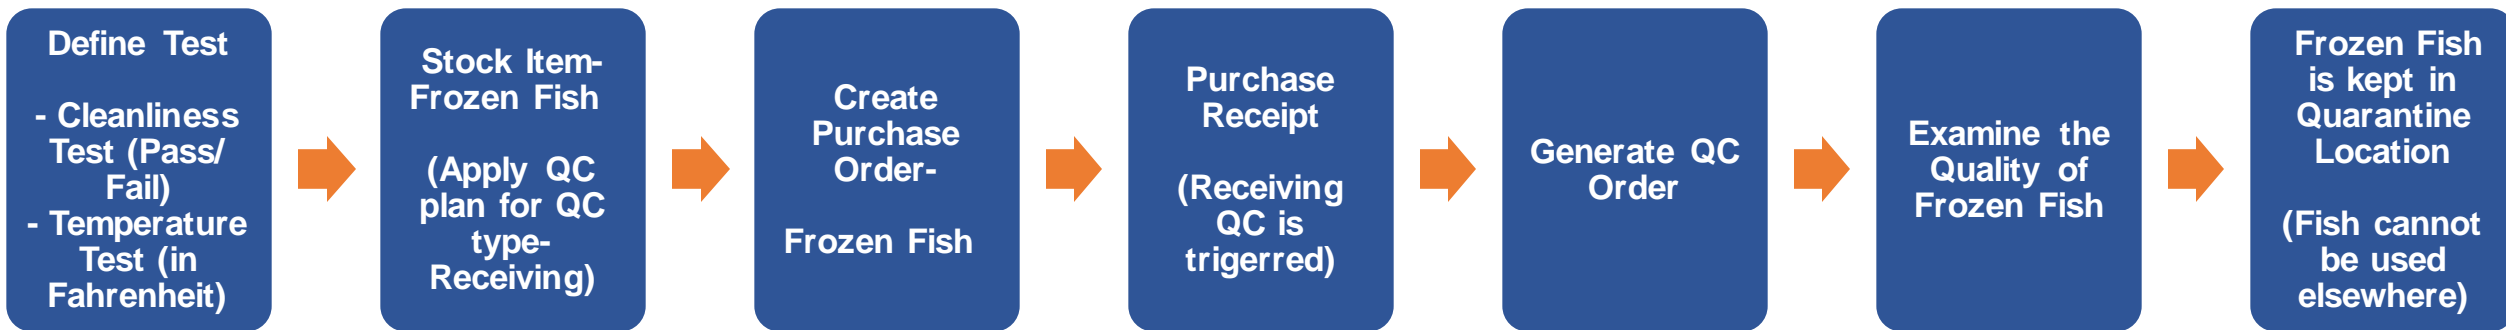 Define Test
- Cleanliness
Test (Pass/
Fail)
- Temperature
Test (in
Fahrenheit)
Stock Item-
Frozen Fish
(Apply QC
plan for QC
type-
Receiving)
Create
Purchase
Order-
Frozen Fish
Purchase
Receipt
(Receiving
QC is
trigerred)
Generate QC
Order
Examine the
Quality of
Frozen Fish
Frozen Fish
is kept in
Quarantine
Location
(Fish cannot
be used
elsewhere)